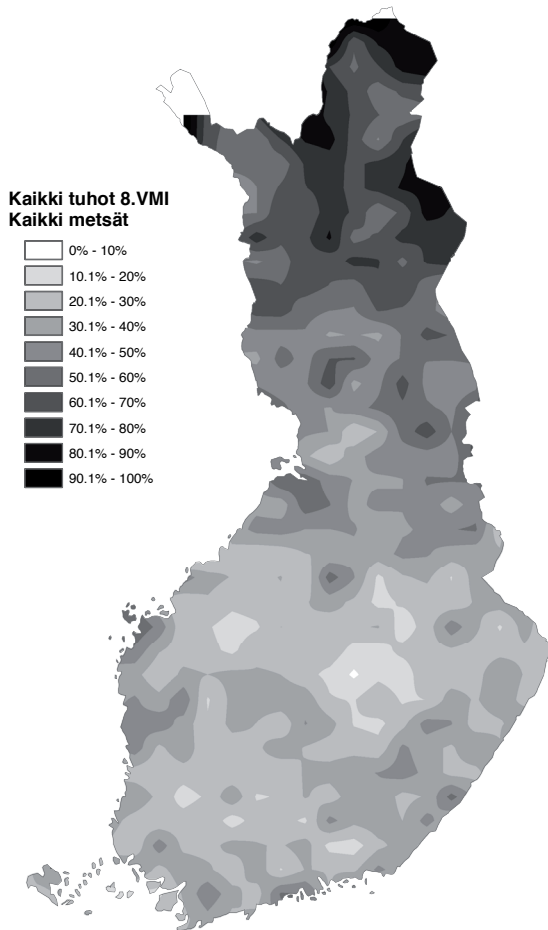 Kaikki tuhot 8.VMI
Kaikki metsät
0% - 10%
10.1% - 20%
20.1% - 30%
30.1% - 40%
40.1% - 50%
50.1% - 60%
60.1% - 70%
70.1% - 80%
80.1% - 90%
90.1% - 100%